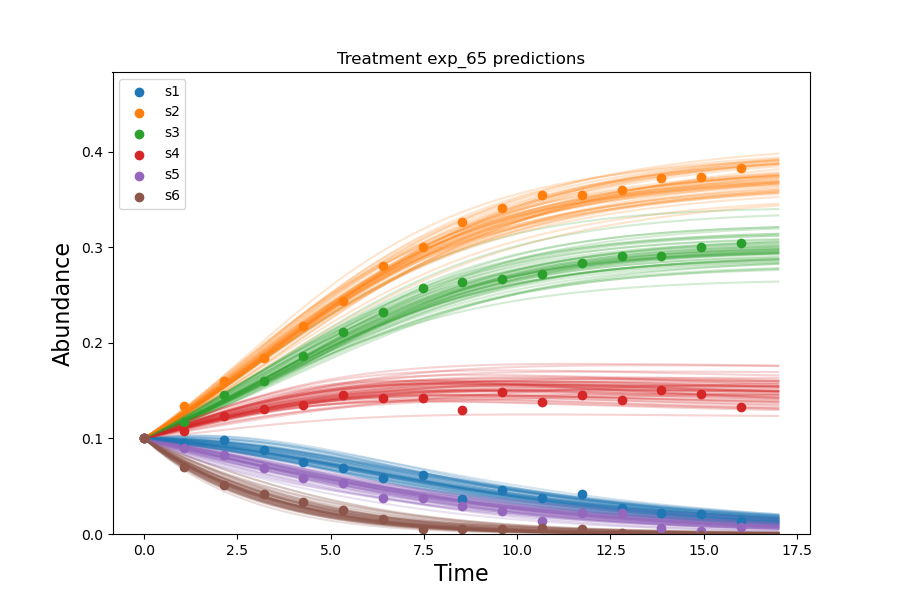 Treatment exp_65 predictions
s1
s2
s3
s4
s5
s6
Abundance
0.4
0.3
0.2
0.1
0.0
0.0 2.5 5.0 7.5 10.0 12.5 15.0 17.5
Time